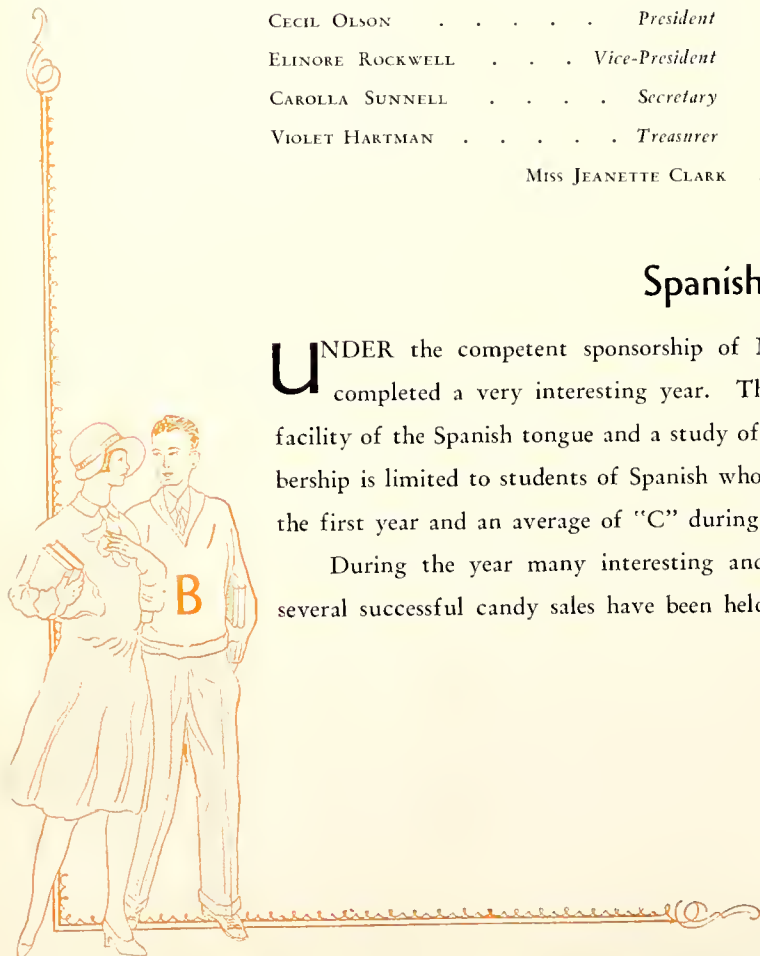 CECIL OLSON . . . . . President
ELINORE ROCKWELL . . . Vice-President
CAROLLA SUNNELL . . . . Secretary
VIOLET HARTMAN . . . . . Treasurer
MISS JEANETTE CLARK
Spanish
UNDER the competent sponsorship of
completed a very interesting year. Th
facility of the Spanish tongue and a study of
bership is limited to students of Spanish who
the first year and an average of "C" during
During the year many interesting and
several successful candy sales have been held
B